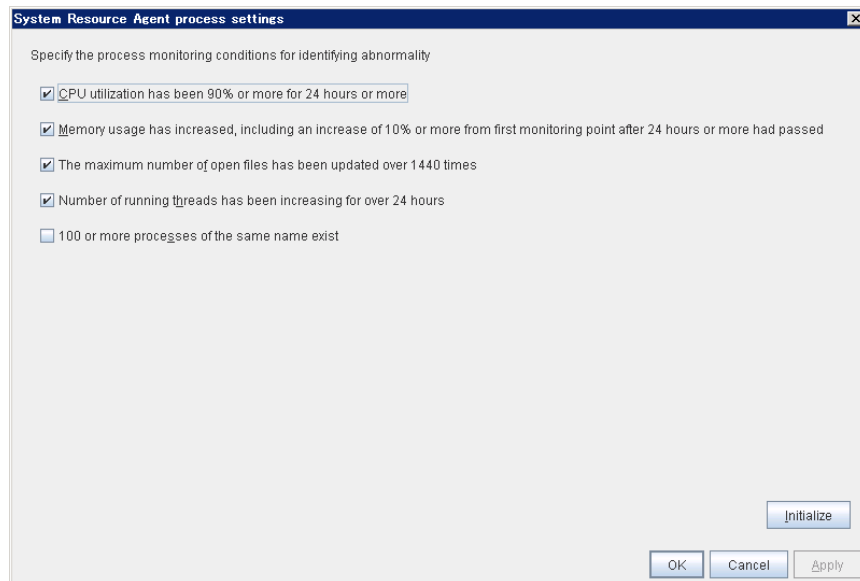 System Resource Agent process settings
Specify the process monitoring conditions for identifying abnormality
CPU utilization has been 90% or more for 24 hours or more
Memory usage has increased, including an increase of 10% or more from first monitoring point after 24 hours or more had passed
The maximum number of open files has been updated over 1440 times
Number of running threads has been increasing for over 24 hours
100 or more processes of the same name exist
Initialize
OK Cancel Apply